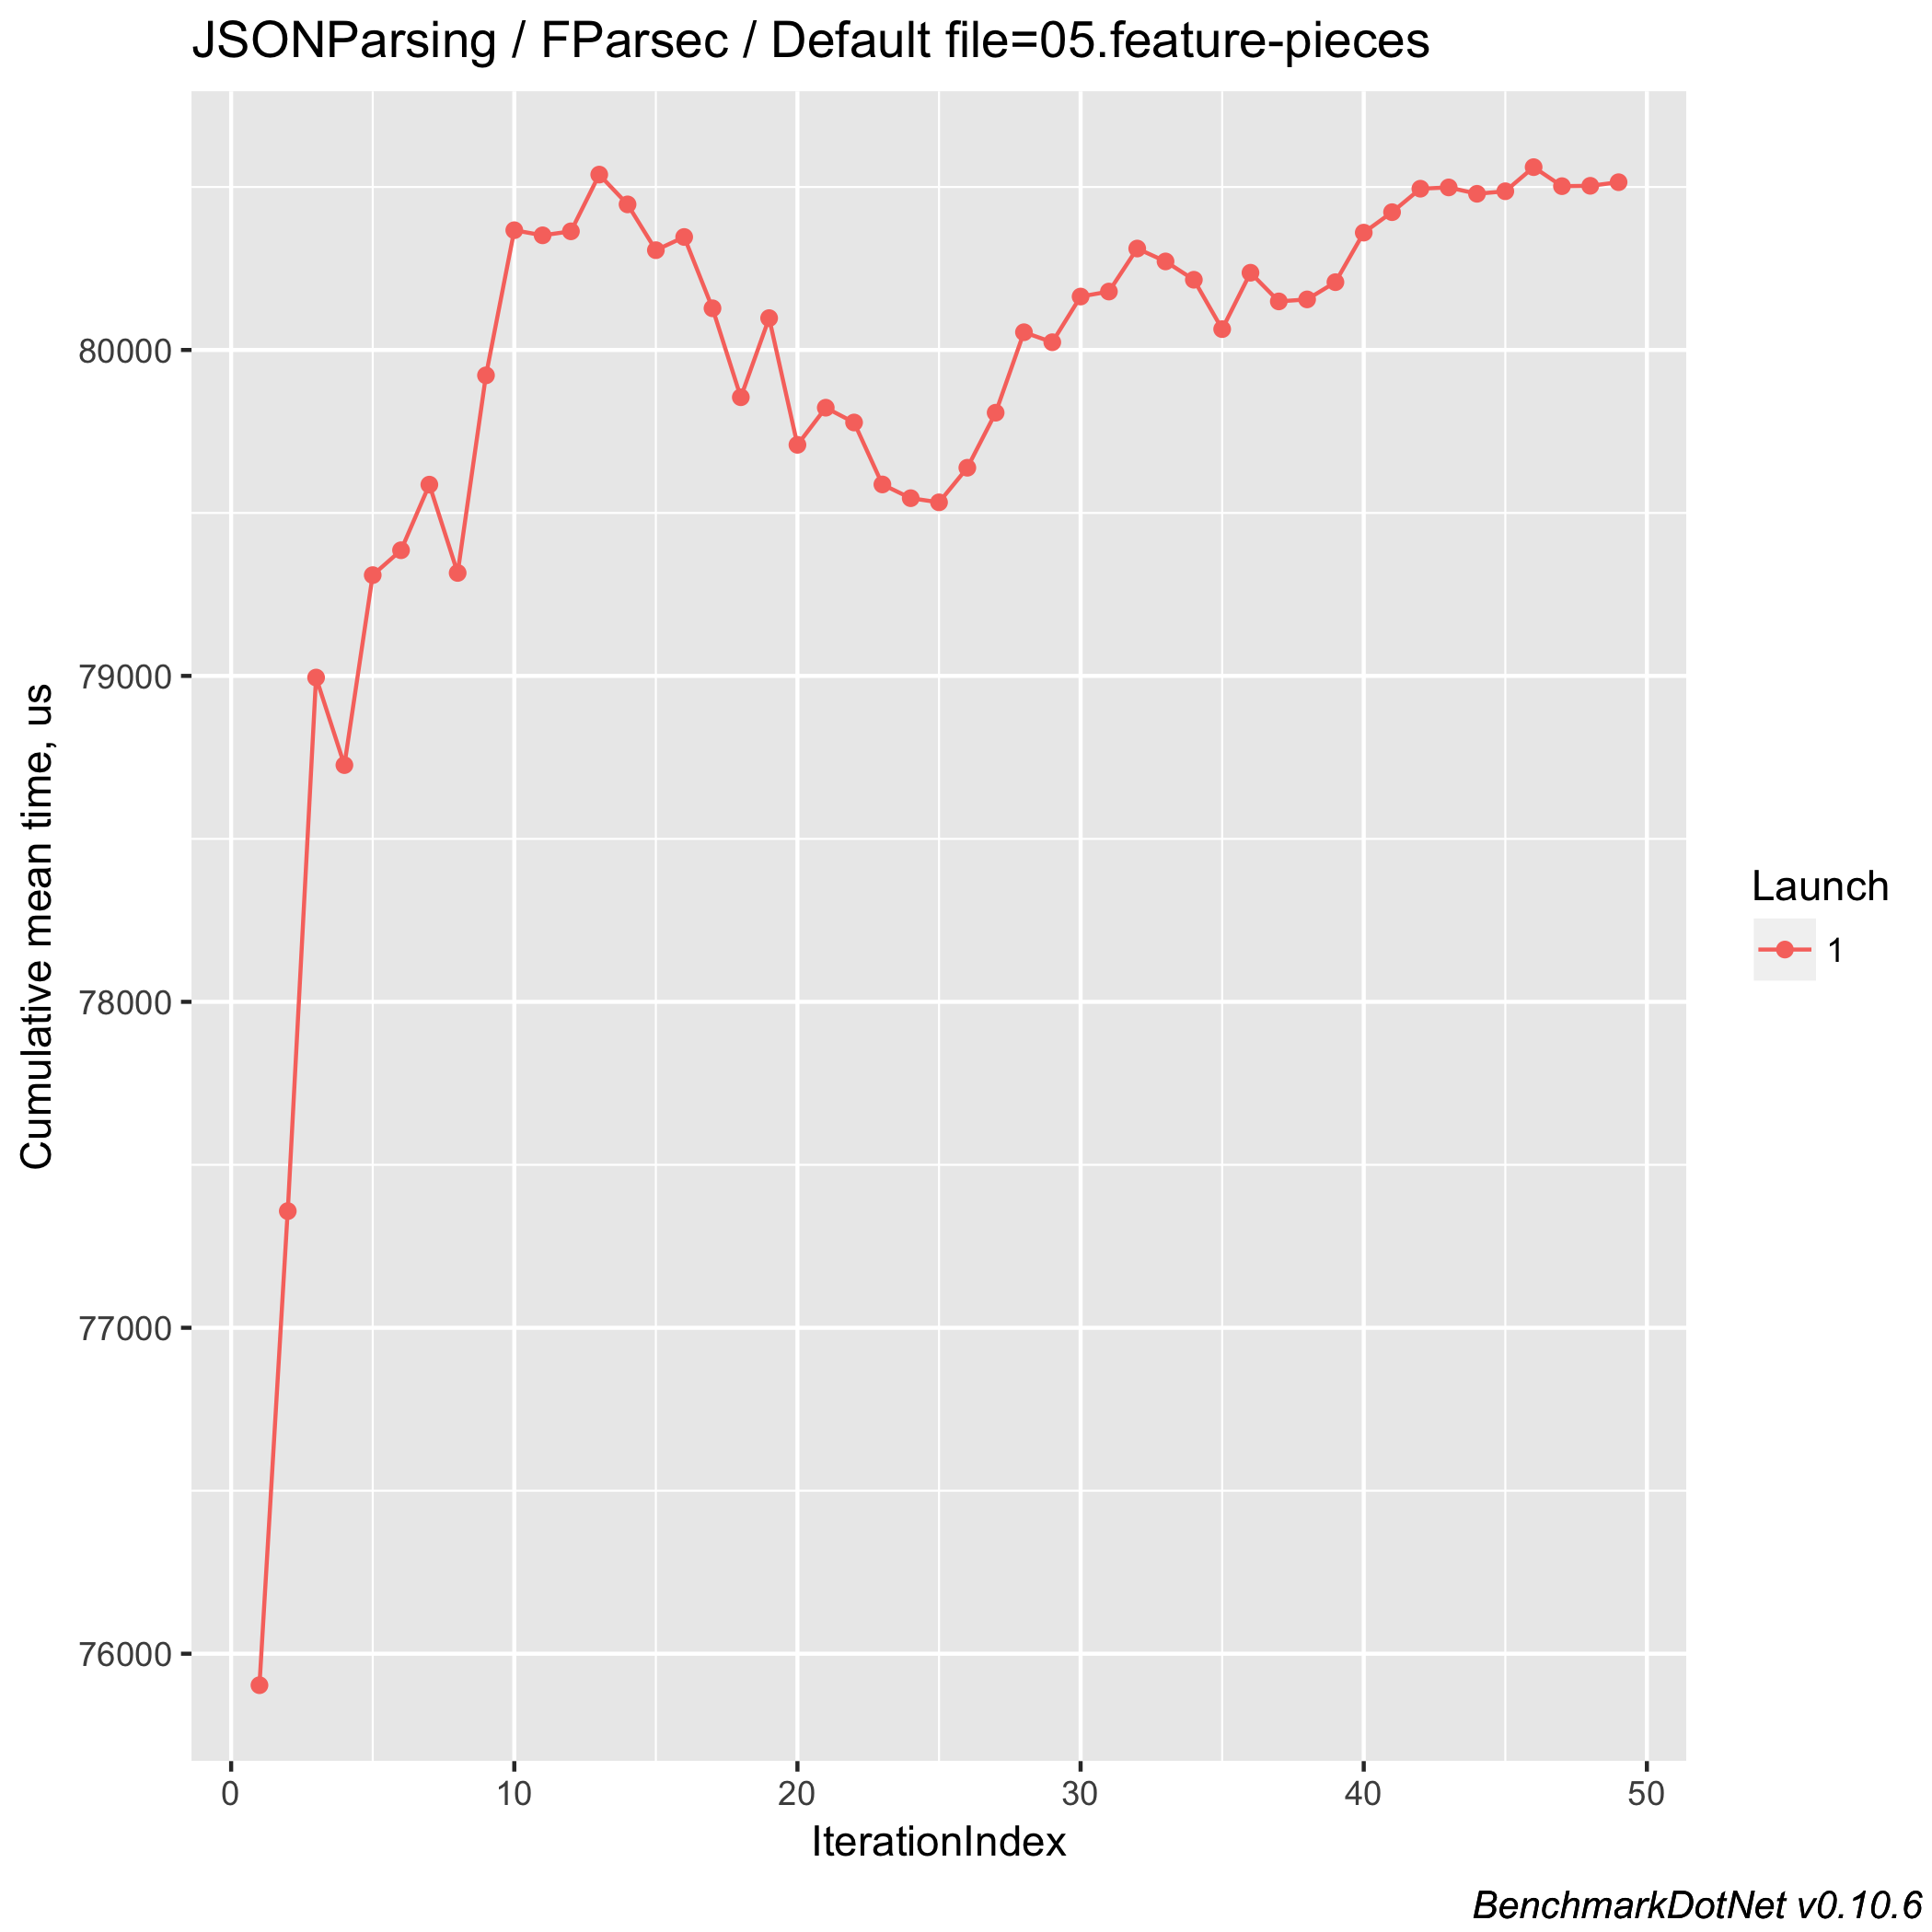 JSONParsing / FParsec / Default file=05.feature-pieces
80000
79000
78000
77000
76000
Cumulative mean time, us
0 10 20 30 40 50
IterationIndex
Launch
1
BenchmarkDotNet v0.10.6